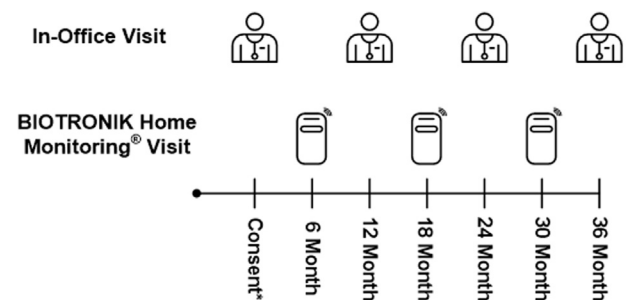 In-Office Visit
BIOTRONIK Home
Monitoring® Visit
Consent*
6 Month
12 Month
18 Month
24 Month
30 Month
36 Month